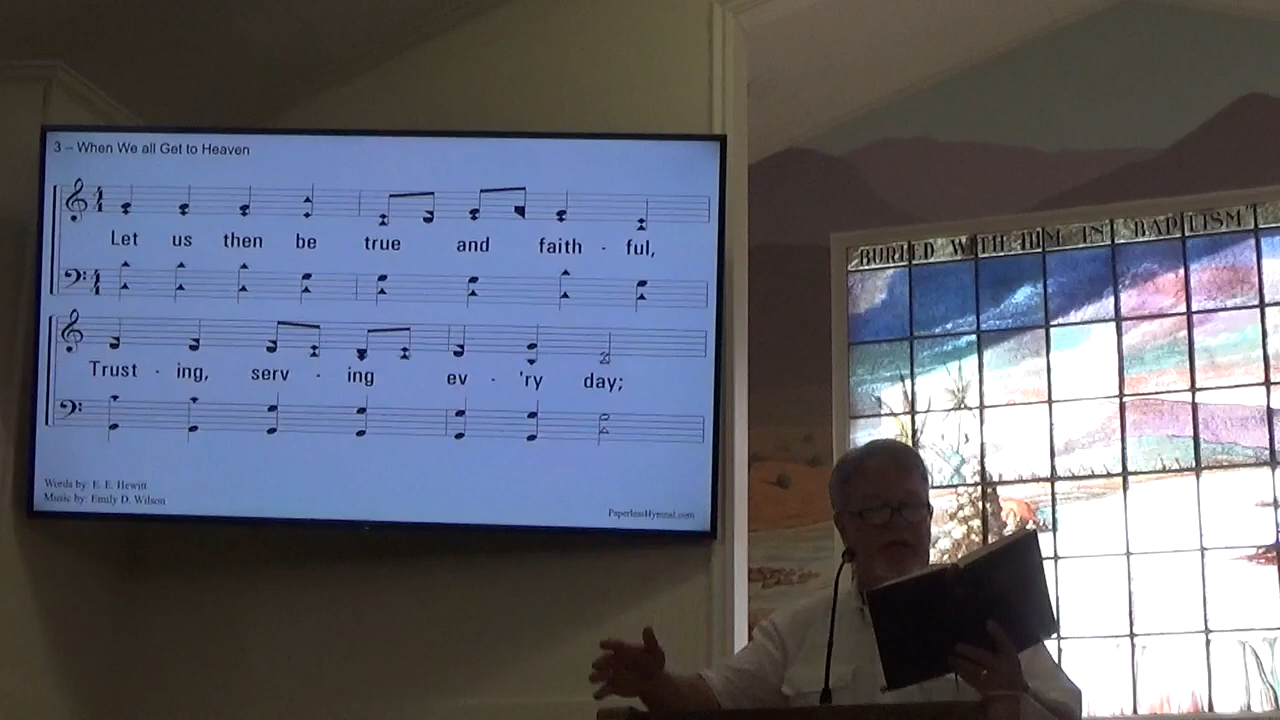 3 – When We all Get to Heaven
Let us then be true and faith - ful,
Trust - ing, serv - ing ev - 'ry day;
Words by: E. E. Hewitt
Music by: Emily D. Wilson
PaperlessHymnal.com
"BURIED WITH HIM IN BAPTISM"